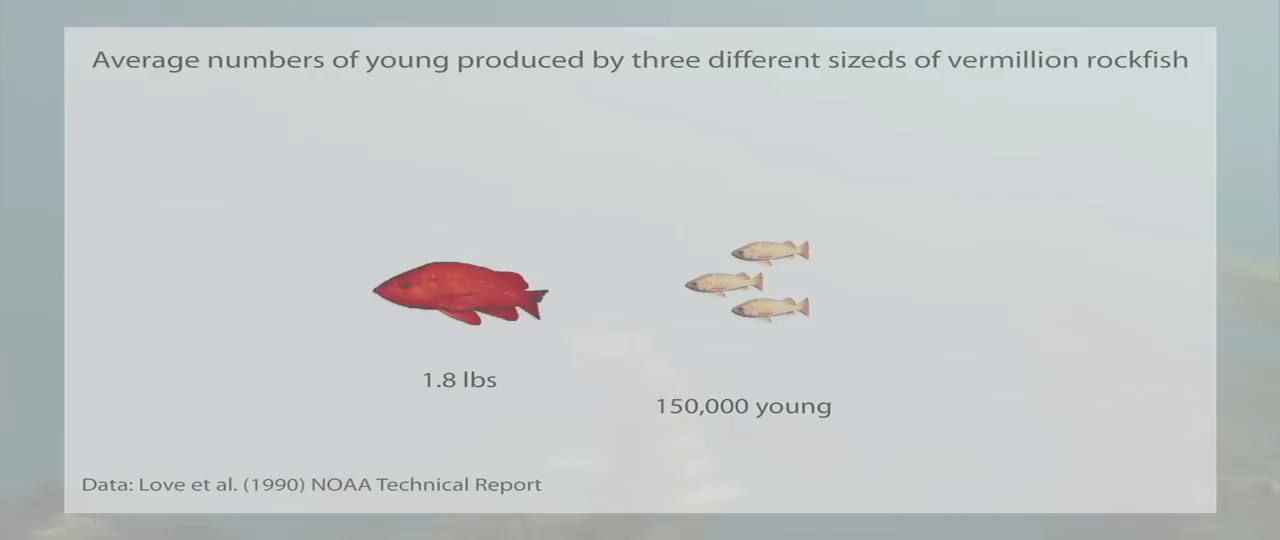 Average numbers of young produced by three different sizeds of vermillion rockfish
1.8 lbs
150,000 young
Data: Love et al. (1990) NOAA Technical Report